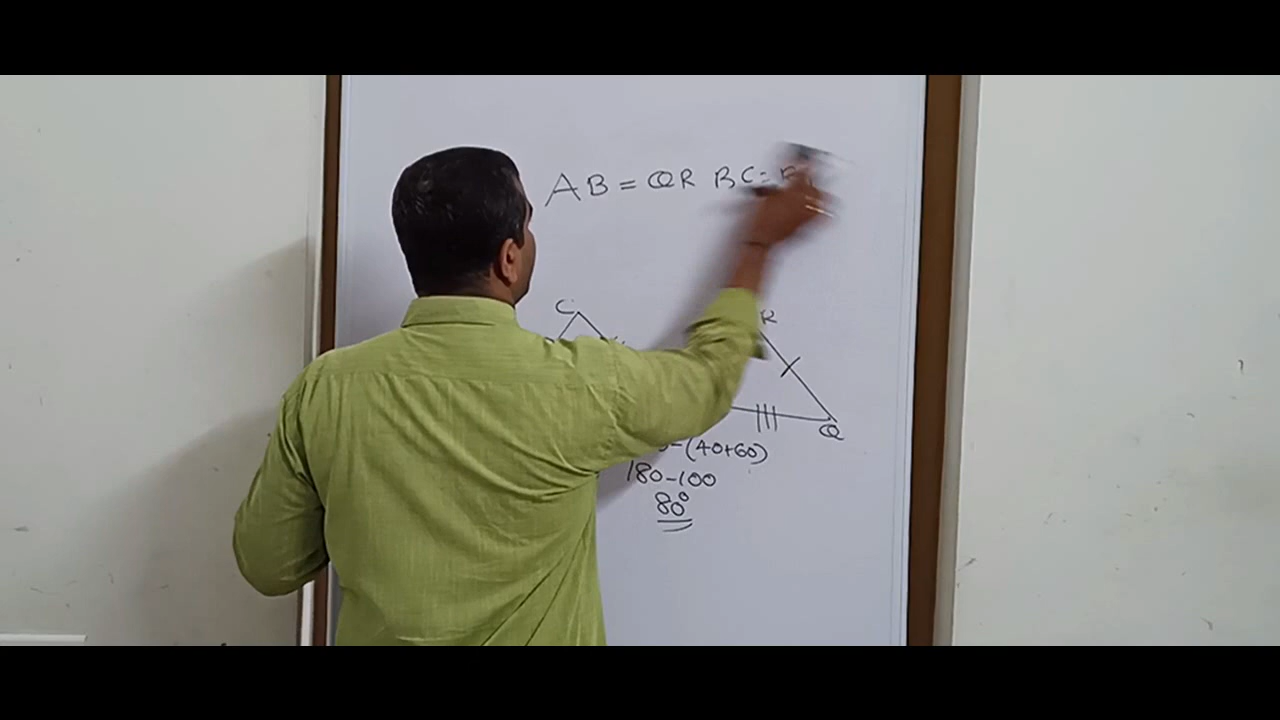 AB = QR BC =
C
R
Q
-(40+60)
180-100
80°